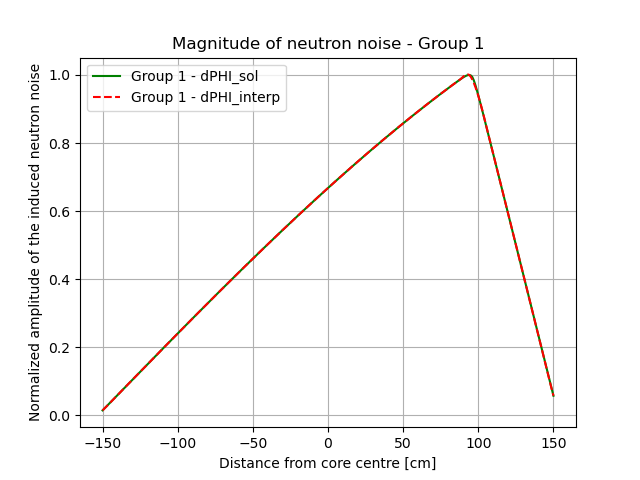 Magnitude of neutron noise - Group 1
Group 1 - dPHI_sol
Group 1 - dPHI_interp
Normalized amplitude of the induced neutron noise
1.0
0.8
0.6
0.4
0.2
0.0
−150 −100 −50 0 50 100 150
Distance from core centre [cm]